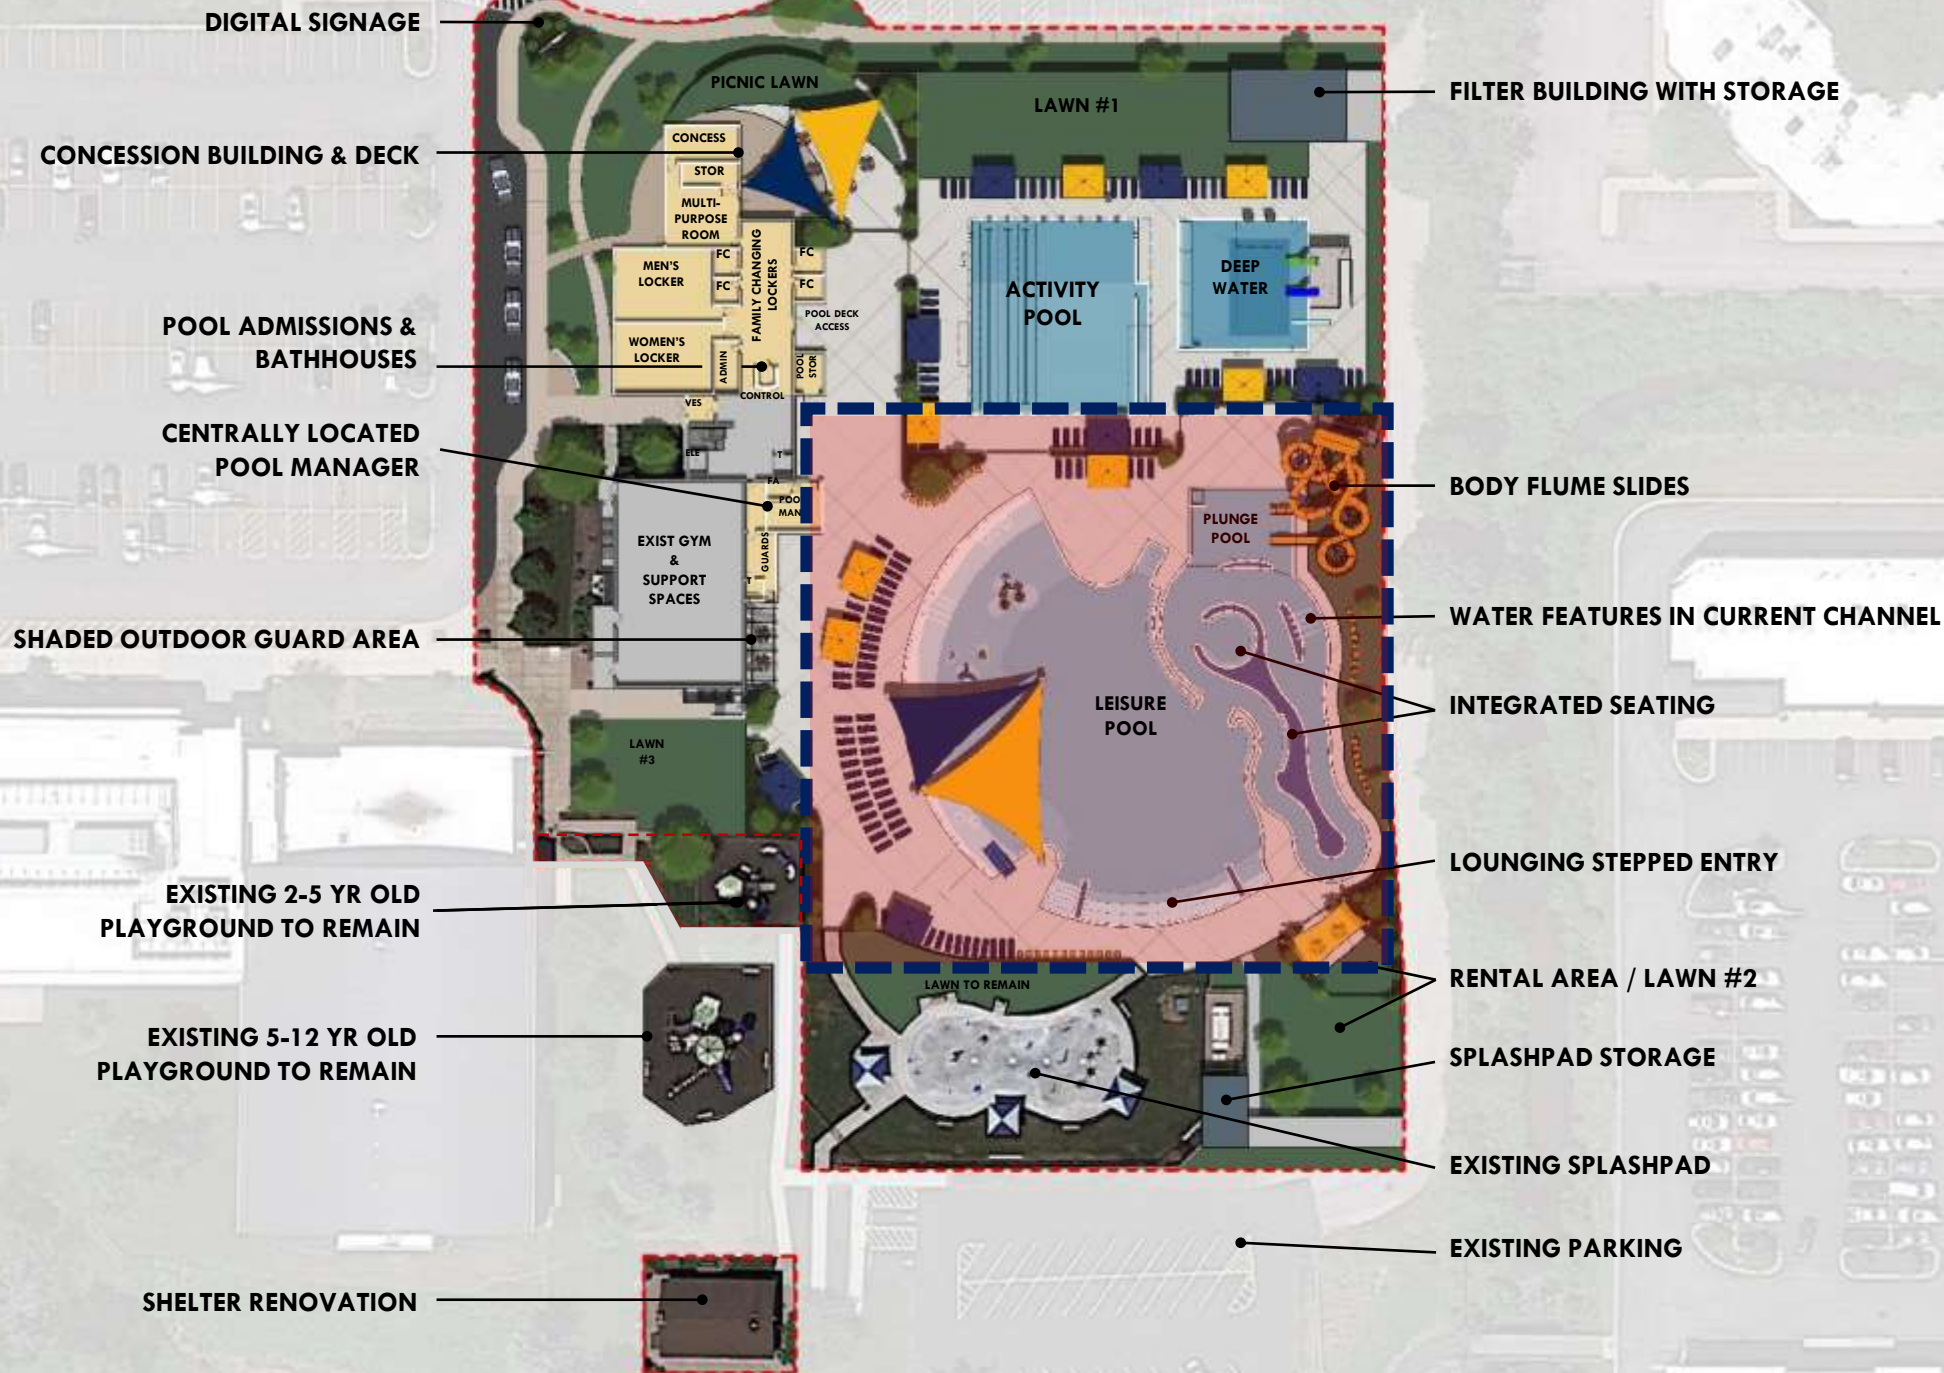 DIGITAL SIGNAGE
CONCESSION BUILDING & DECK
POOL ADMISSIONS &
BATHHOUSES
CENTRALLY LOCATED
POOL MANAGER
SHADED OUTDOOR GUARD AREA
EXISTING 2-5 YR OLD
PLAYGROUND TO REMAIN
EXISTING 5-12 YR OLD
PLAYGROUND TO REMAIN
SHELTER RENOVATION
PICNIC LAWN
LAWN #1
CONCESS
STOR
MULTI-
PURPOSE
ROOM
MEN'S
LOCKER
FC
FC
FAMILY CHANGING
LOCKERS
FC
FC
POOL DECK
ACCESS
WOMEN'S
LOCKER
ADMIN
POOL
STOR
CONTROL
VES
ELE
T
FA
POO
MAN
GUARDS
T
EXIST GYM
&
SUPPORT
SPACES
LAWN
#3
ACTIVITY
POOL
DEEP
WATER
PLUNGE
POOL
LEISURE
POOL
LAWN TO REMAIN
FILTER BUILDING WITH STORAGE
BODY FLUME SLIDES
WATER FEATURES IN CURRENT CHANNEL
INTEGRATED SEATING
LOUNGING STEPPED ENTRY
RENTAL AREA / LAWN #2
SPLASHPAD STORAGE
EXISTING SPLASHPAD
EXISTING PARKING